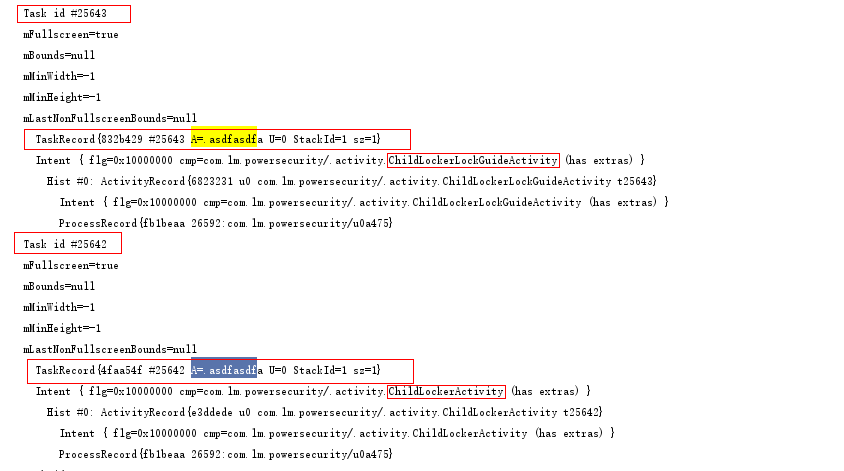 Task id #25643
mFullscreen=true
mBounds=null
mMinWidth=-1
mMinHeight=-1
mLastNonFullscreenBounds=null
TaskRecord{832b429 #25643 A=.asdfasdfa U=0 StackId=1 sz=1}
Intent { flg=0x10000000 cmp=com.lm.powersecurity/.activity.ChildLockerLockGuideActivity (has extras) }
Hist #0: ActivityRecord{6823231 u0 com.lm.powersecurity/.activity.ChildLockerLockGuideActivity t25643}
Intent { flg=0x10000000 cmp=com.lm.powersecurity/.activity.ChildLockerLockGuideActivity (has extras) }
ProcessRecord{fb1beaa 26592:com.lm.powersecurity/u0a475}
Task id #25642
mFullscreen=true
mBounds=null
mMinWidth=-1
mMinHeight=-1
mLastNonFullscreenBounds=null
TaskRecord{4faa54f #25642 A=.asdfasdfa U=0 StackId=1 sz=1}
Intent { flg=0x10000000 cmp=com.lm.powersecurity/.activity.ChildLockerActivity (has extras) }
Hist #0: ActivityRecord{e3ddede u0 com.lm.powersecurity/.activity.ChildLockerActivity t25642}
Intent { flg=0x10000000 cmp=com.lm.powersecurity/.activity.ChildLockerActivity (has extras) }
ProcessRecord{fb1beaa 26592:com.lm.powersecurity/u0a475}